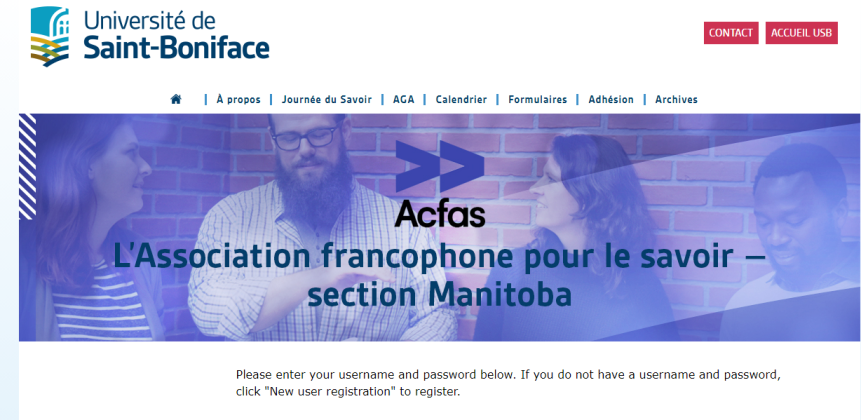 Université de
Saint-Boniface
CONTACT
ACCUEIL USB
À propos | Journée du Savoir | AGA | Calendrier | Formulaires | Adhésion | Archives
Acfas
L'Association francophone pour le savoir –
section Manitoba
Please enter your username and password below. If you do not have a username and password,
click "New user registration" to register.